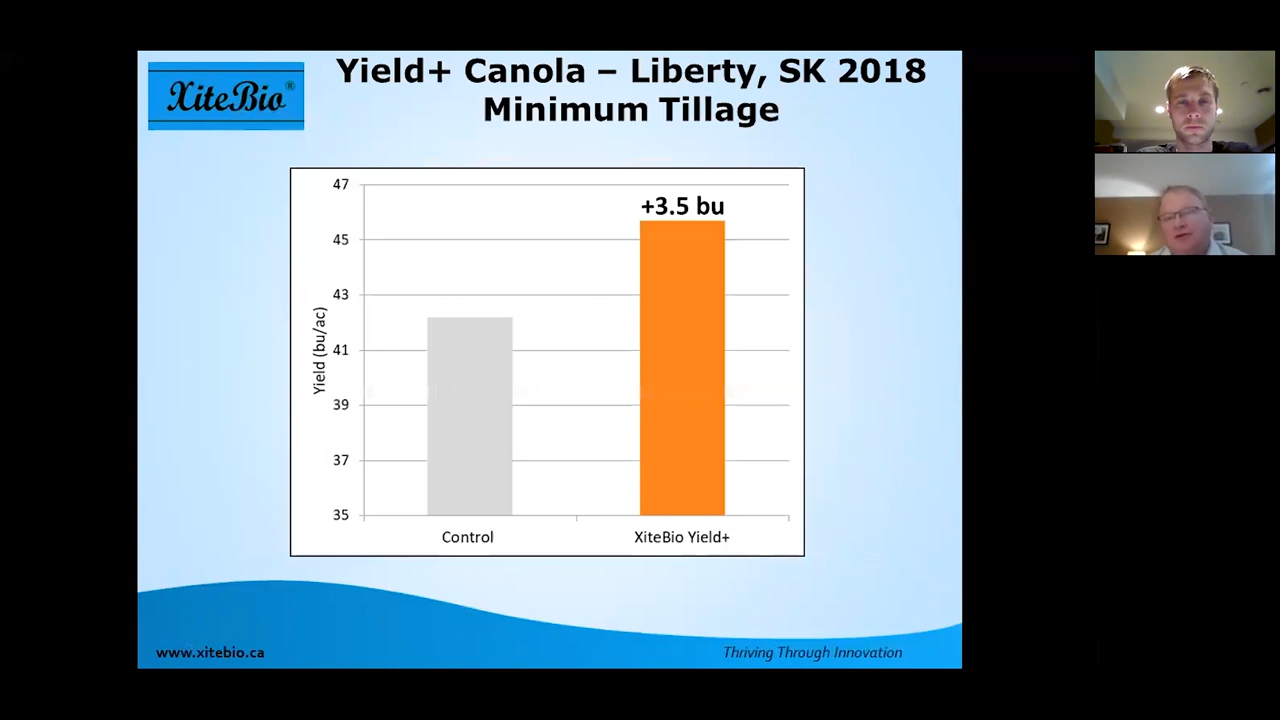 XiteBio®
Yield+ Canola – Liberty, SK 2018
Minimum Tillage
47
45
43
41
39
37
35
Yield (bu/ac)
+3.5 bu
Control
XiteBio Yield+
www.xitebio.ca
Thriving Through Innovation